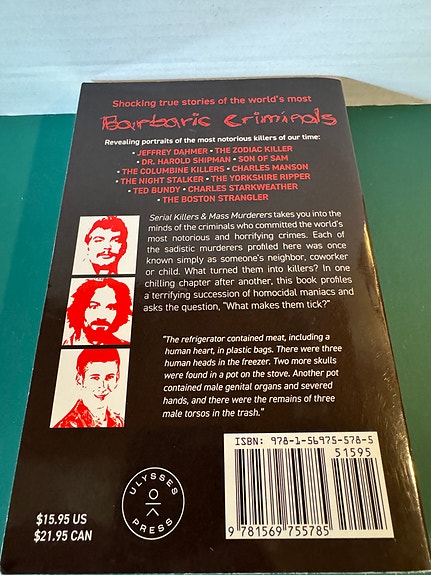 Shocking true stories of the world's most
Barbaric Criminals
Revealing portraits of the most notorious killers of our time:
• JEFFREY DAHMER • THE ZODIAC KILLER
• DR. HAROLD SHIPMAN • SON OF SAM
• THE COLUMBINE KILLERS • CHARLES MANSON
• THE NIGHT STALKER • THE YORKSHIRE RIPPER
• TED BUNDY • CHARLES STARKWEATHER
• THE BOSTON STRANGLER
Serial Killers & Mass Murderers takes you into the
minds of the criminals who committed the world's
most notorious and horrifying crimes. Each of
the sadistic murderers profiled here was once
known simply as someone's neighbor, coworker
or child. What turned them into killers? In one
chilling chapter after another, this book profiles
a terrifying succession of homocidal maniacs and
asks the question, "What makes them tick?"
"The refrigerator contained meat, including a
human heart, in plastic bags. There were three
human heads in the freezer. Two more skulls
were found in a pot on the stove. Another pot
contained male genital organs and severed
hands, and there were the remains of three
male torsos in the trash."
ISBN: 978-1-56975-578-5
51595
9 781569 755785
ULYSSES
PRESS
$15.95 US
$21.95 CAN